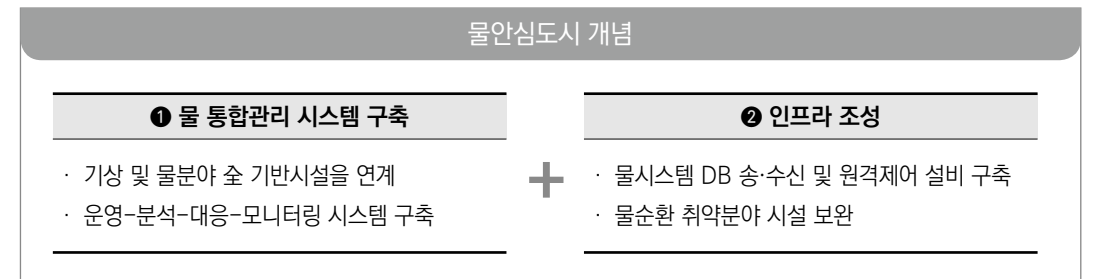 물안심도시 개념
❶ 물 통합관리 시스템 구축
· 기상 및 물분야 全 기반시설을 연계
· 운영-분석-대응-모니터링 시스템 구축
+
❷ 인프라 조성
· 물시스템 DB 송·수신 및 원격제어 설비 구축
· 물순환 취약분야 시설 보완